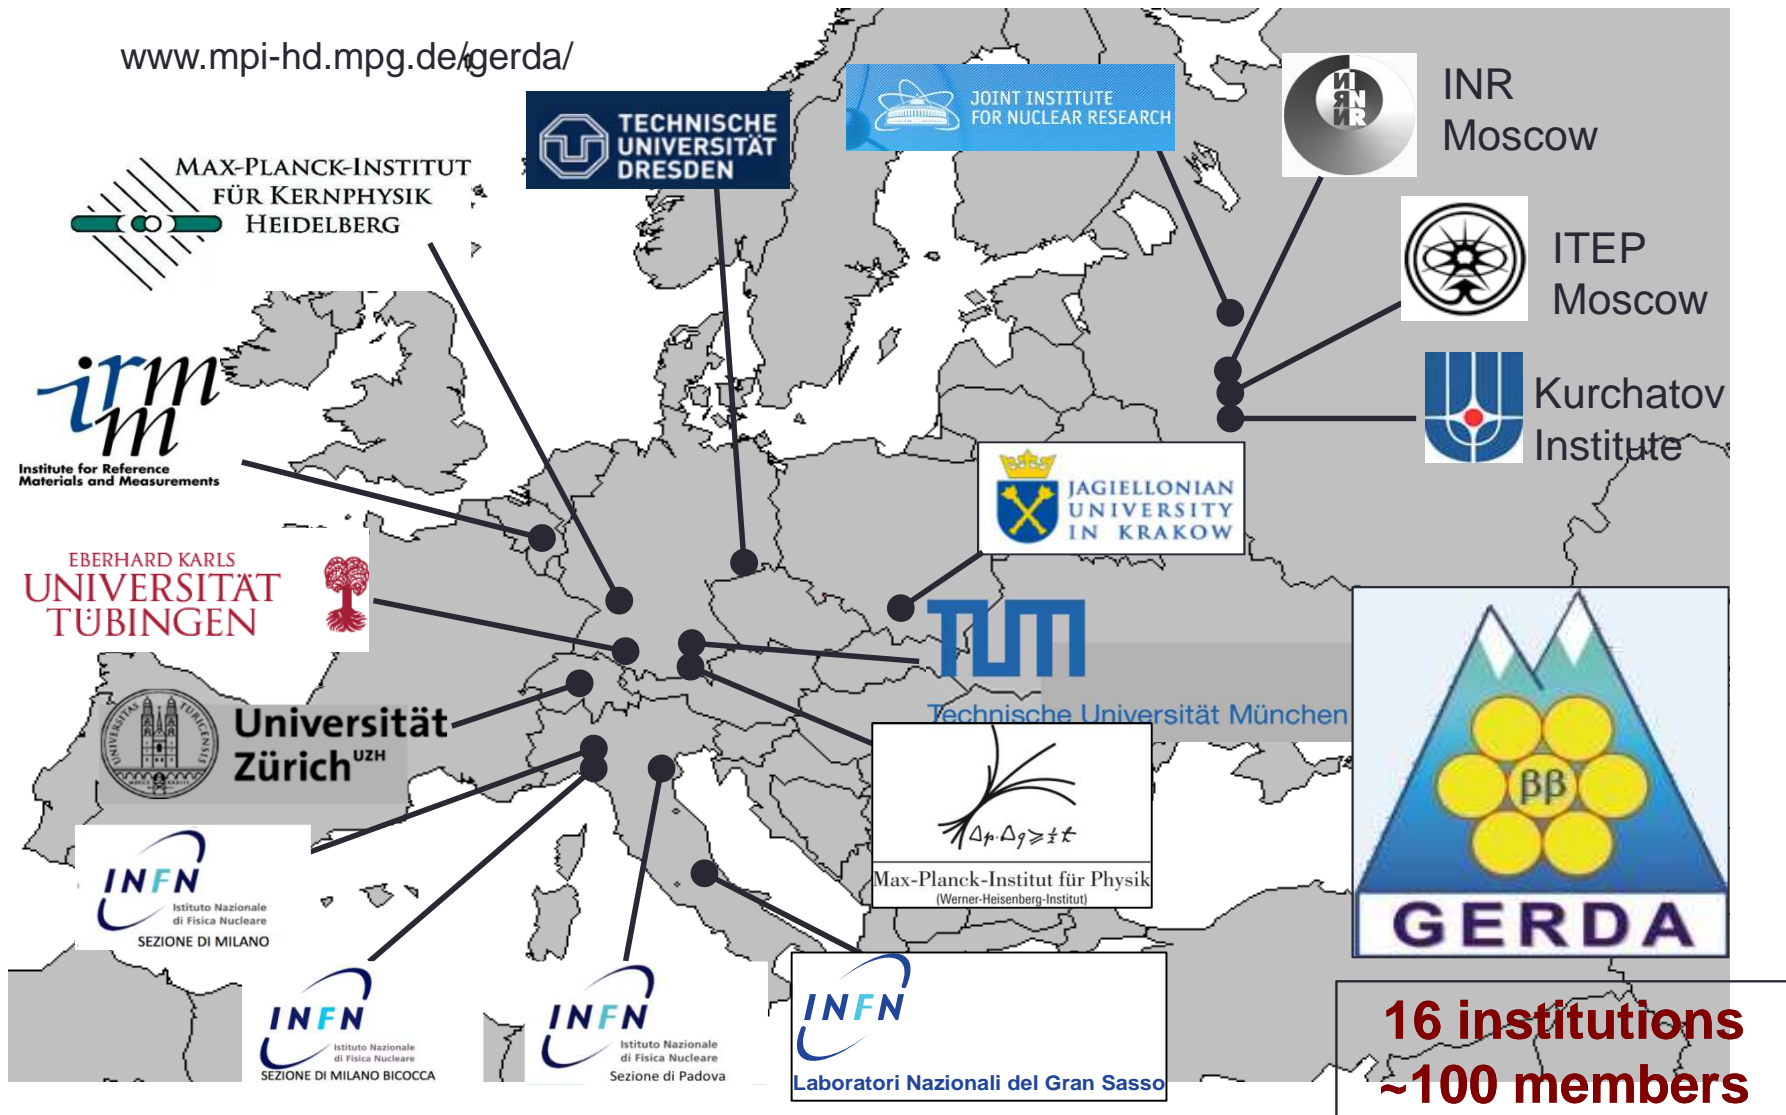 www.mpi-hd.mpg.de/gerda/
MAX-PLANCK-INSTITUT
FÜR KERNPHYSIK
HEIDELBERG
TECHNISCHE
UNIVERSITÄT
DRESDEN
JOINT INSTITUTE
FOR NUCLEAR RESEARCH
INR
Moscow
ITEP
Moscow
Kurchatov
Institute
irmm
Institute for Reference
Materials and Measurements
JAGIELLONIAN
UNIVERSITY
IN KRAKOW
EBERHARD KARLS
UNIVERSITÄT
TÜBINGEN
TUM
Technische Universität München
Universität
Zürich UZH
Δp·Δq≥½ℏ
Max-Planck-Institut für Physik
(Werner-Heisenberg-Institut)
ββ
GERDA
INFN
Istituto Nazionale
di Fisica Nucleare
SEZIONE DI MILANO
INFN
Istituto Nazionale
di Fisica Nucleare
SEZIONE DI MILANO BICOCCA
INFN
Istituto Nazionale
di Fisica Nucleare
Sezione di Padova
INFN
Laboratori Nazionali del Gran Sasso
16 institutions
~100 members